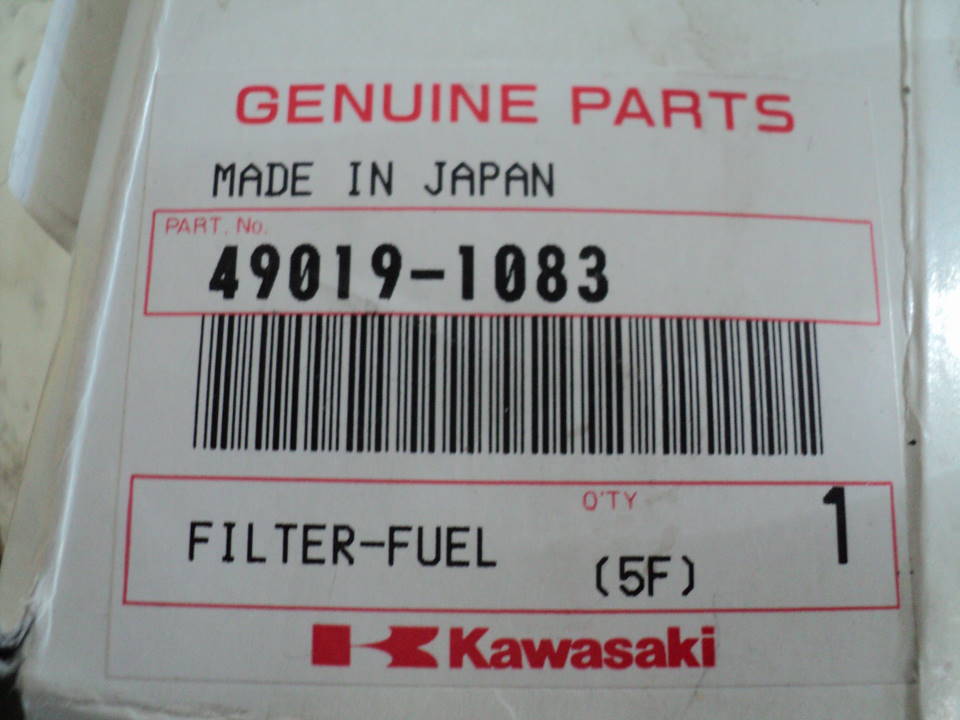 GENUINE PARTS
MADE IN JAPAN
PART. No.
49019-1083
Q'TY
FILTER-FUEL (5F) 1
Kawasaki